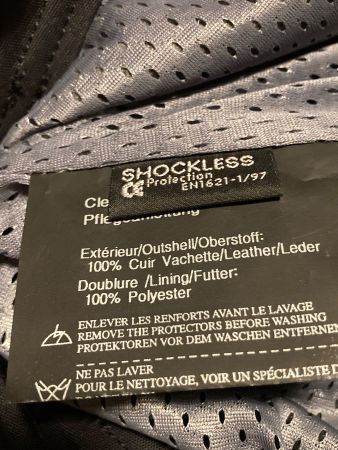 SHOCKLESS
CE Protection
EN1621-1/97
Cle
Pflegeanleitung
Extérieur/Outshell/Oberstoff:
100% Cuir Vachette/Leather/Leder
Doublure /Lining/Futter:
100% Polyester
ENLEVER LES RENFORTS AVANT LE LAVAGE
REMOVE THE PROTECTORS BEFORE WASHING
PROTEKTOREN VOR DEM WASCHEN ENTFERNEN
NE PAS LAVER
POUR LE NETTOYAGE, VOIR UN SPÉCIALISTE D